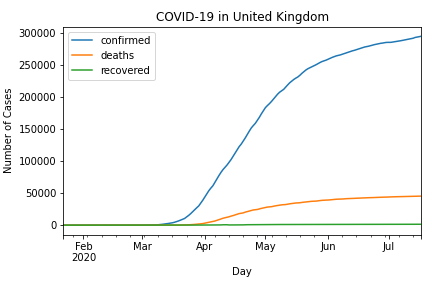 COVID-19 in United Kingdom
confirmed
deaths
recovered
Number of Cases
300000
250000
200000
150000
100000
50000
0
Feb Mar Apr May Jun Jul
2020
Day